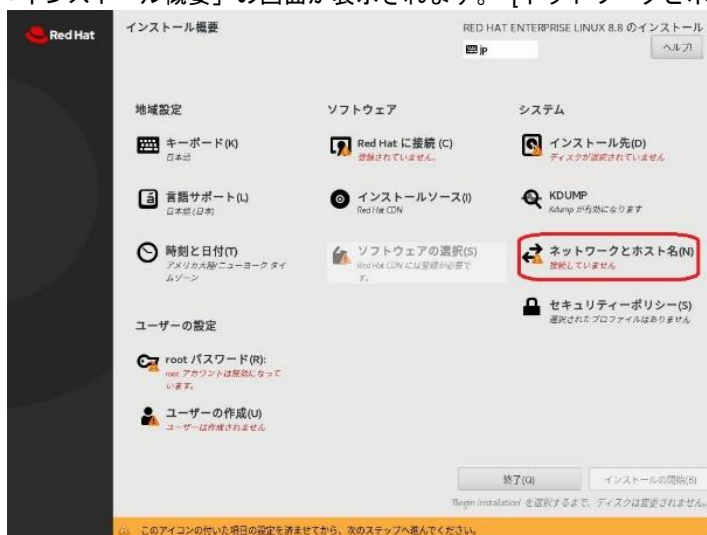 インストール概要」の画面が表示されます。
Red Hat
インストール概要
RED HAT ENTERPRISE LINUX 8.8 のインストール
jp
ヘルプ!
地域設定
キーボード(K)
日本語
言語サポート(L)
日本語 (日本)
時刻と日付(T)
アメリカ大陸/ニューヨーク タイ
ムゾーン
ユーザーの設定
root パスワード(R):
root アカウントは無効になって
います。
ユーザーの作成(U)
ユーザーは作成されません
ソフトウェア
Red Hat に接続 (C)
登録されていません。
インストールソース(I)
Red Hat CDN
ソフトウェアの選択(S)
Red Hat CDN には登録が必要で
す。
システム
インストール先(D)
ディスクが選択されていません
KDUMP
Kdump が有効になります
ネットワークとホスト名(N)
接続していません
セキュリティーポリシー(S)
選択されたプロファイルはありません
終了(Q)
インストールの開始(B)
'Begin Installation' を選択するまで、ディスクは変更されません。
このアイコンの付いた項目の設定を済ませてから、次のステップへ進んでください。